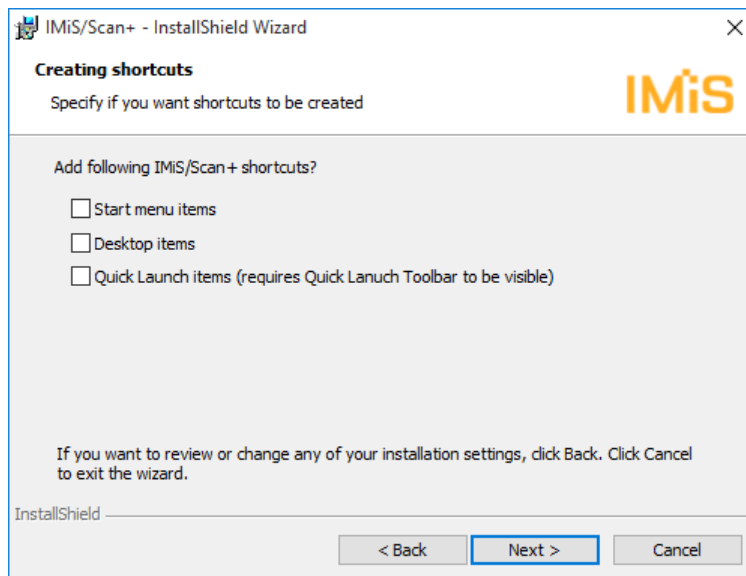 IMiS/Scan+ - InstallShield Wizard
Creating shortcuts
Specify if you want shortcuts to be created
IMiS
Add following IMiS/Scan+ shortcuts?
Start menu items
Desktop items
Quick Launch items (requires Quick Lanuch Toolbar to be visible)
If you want to review or change any of your installation settings, click Back. Click Cancel
to exit the wizard.
InstallShield
< Back
Next >
Cancel